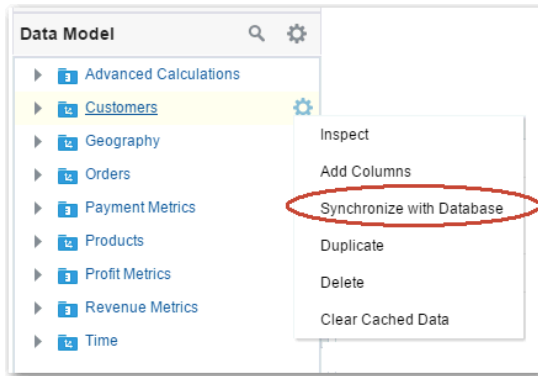 Data Model
Advanced Calculations
Customers
Geography
Orders
Payment Metrics
Products
Profit Metrics
Revenue Metrics
Time
Inspect
Add Columns
Synchronize with Database
Duplicate
Delete
Clear Cached Data